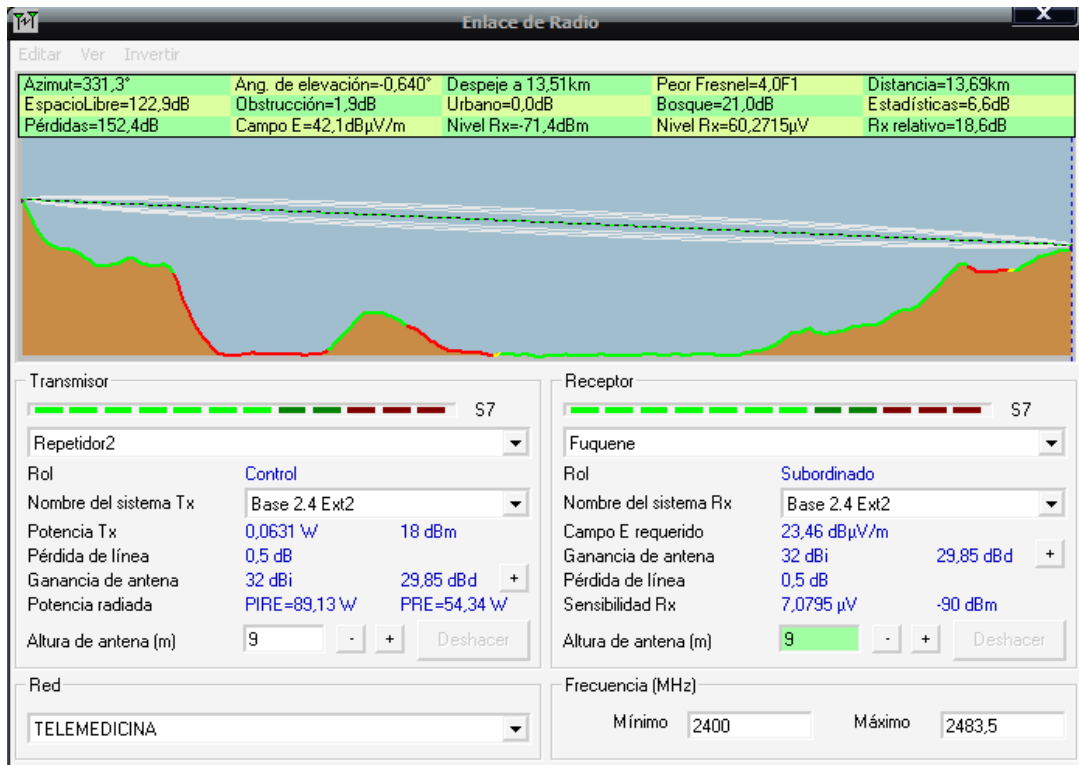 Enlace de Radio
X
Editar Ver Invertir
Azimut=331,3° Ang. de elevación=-0,640° Despeje a 13,51km Peor Fresnel=4,0F1 Distancia=13,69km
EspacioLibre=122,9dB Obstrucción=1,9dB Urbano=0,0dB Bosque=21,0dB Estadísticas=6,6dB
Pérdidas=152,4dB Campo E=42,1dBµV/m Nivel Rx=-71,4dBm Nivel Rx=60,2715µV Rx relativo=18,6dB
Transmisor
S7
Repetidor2
Rol Control
Nombre del sistema Tx Base 2.4 Ext2
Potencia Tx 0,0631 W 18 dBm
Pérdida de línea 0,5 dB
Ganancia de antena 32 dBi 29,85 dBd +
Potencia radiada PIRE=89,13 W PRE=54,34 W
Altura de antena (m) 9 - + Deshacer
Red
TELEMEDICINA
Receptor
S7
Fuquene
Rol Subordinado
Nombre del sistema Rx Base 2.4 Ext2
Campo E requerido 23,46 dBµV/m
Ganancia de antena 32 dBi 29,85 dBd +
Pérdida de línea 0,5 dB
Sensibilidad Rx 7,0795 µV -90 dBm
Altura de antena (m) 9 - + Deshacer
Frecuencia (MHz)
Mínimo 2400 Máximo 2483,5